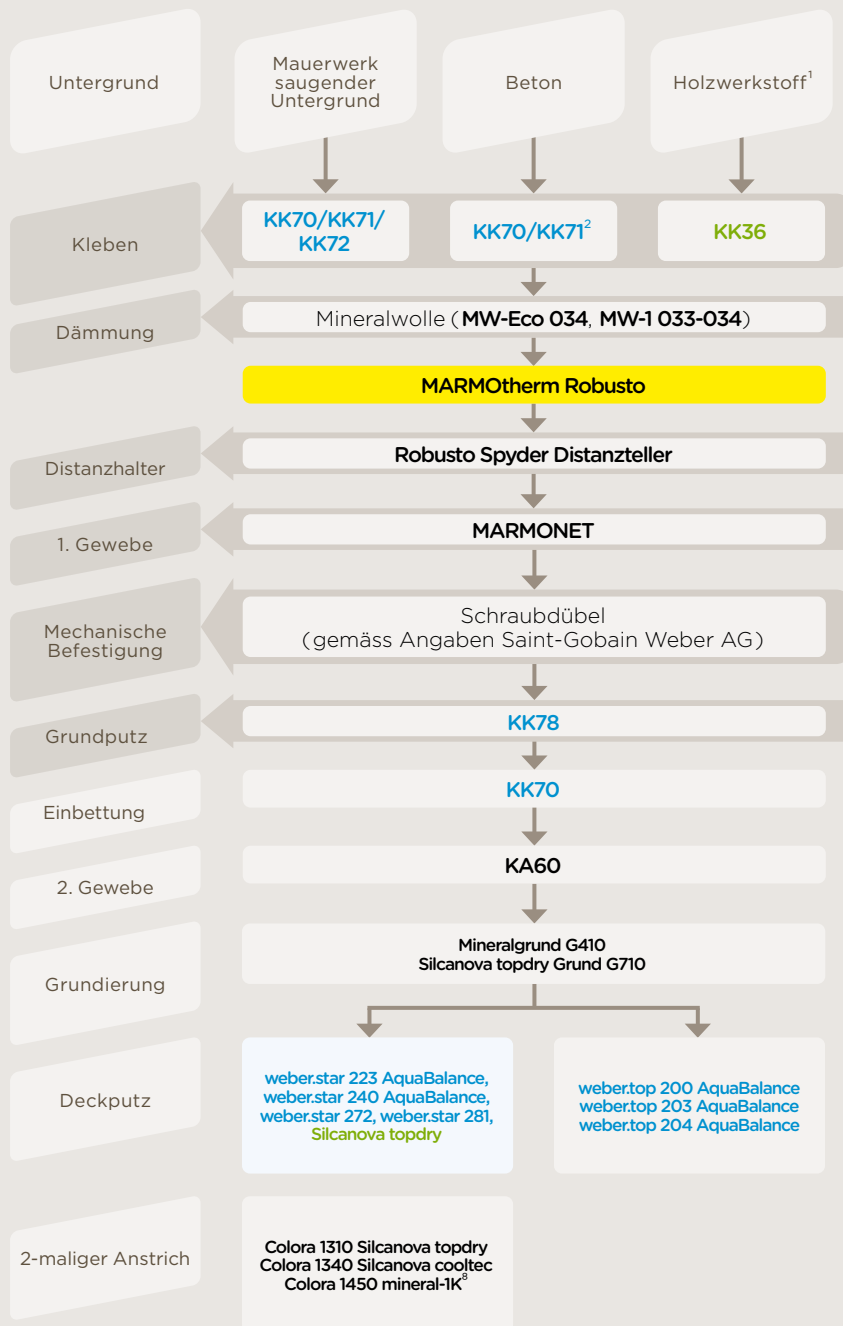 Untergrund
Mauerwerk
saugender
Untergrund
Beton
Holzwerkstoff¹
Kleben
KK70/KK71/
KK72
KK70/KK71²
KK36
Dämmung
Mineralwolle (MW-Eco 034, MW-1 033-034)
MARMOtherm Robusto
Distanzhalter
Robusto Spyder Distanzteller
1. Gewebe
MARMONET
Mechanische
Befestigung
Schraubdübel
(gemäss Angaben Saint-Gobain Weber AG)
Grundputz
KK78
Einbettung
KK70
2. Gewebe
KA60
Grundierung
Mineralgrund G410
Silcanova topdry Grund G710
Deckputz
weber.star 223 AquaBalance,
weber.star 240 AquaBalance,
weber.star 272, weber.star 281,
Silcanova topdry
weber.top 200 AquaBalance
weber.top 203 AquaBalance
weber.top 204 AquaBalance
2-maliger Anstrich
Colora 1310 Silcanova topdry
Colora 1340 Silcanova cooltec
Colora 1450 mineral-1K⁸